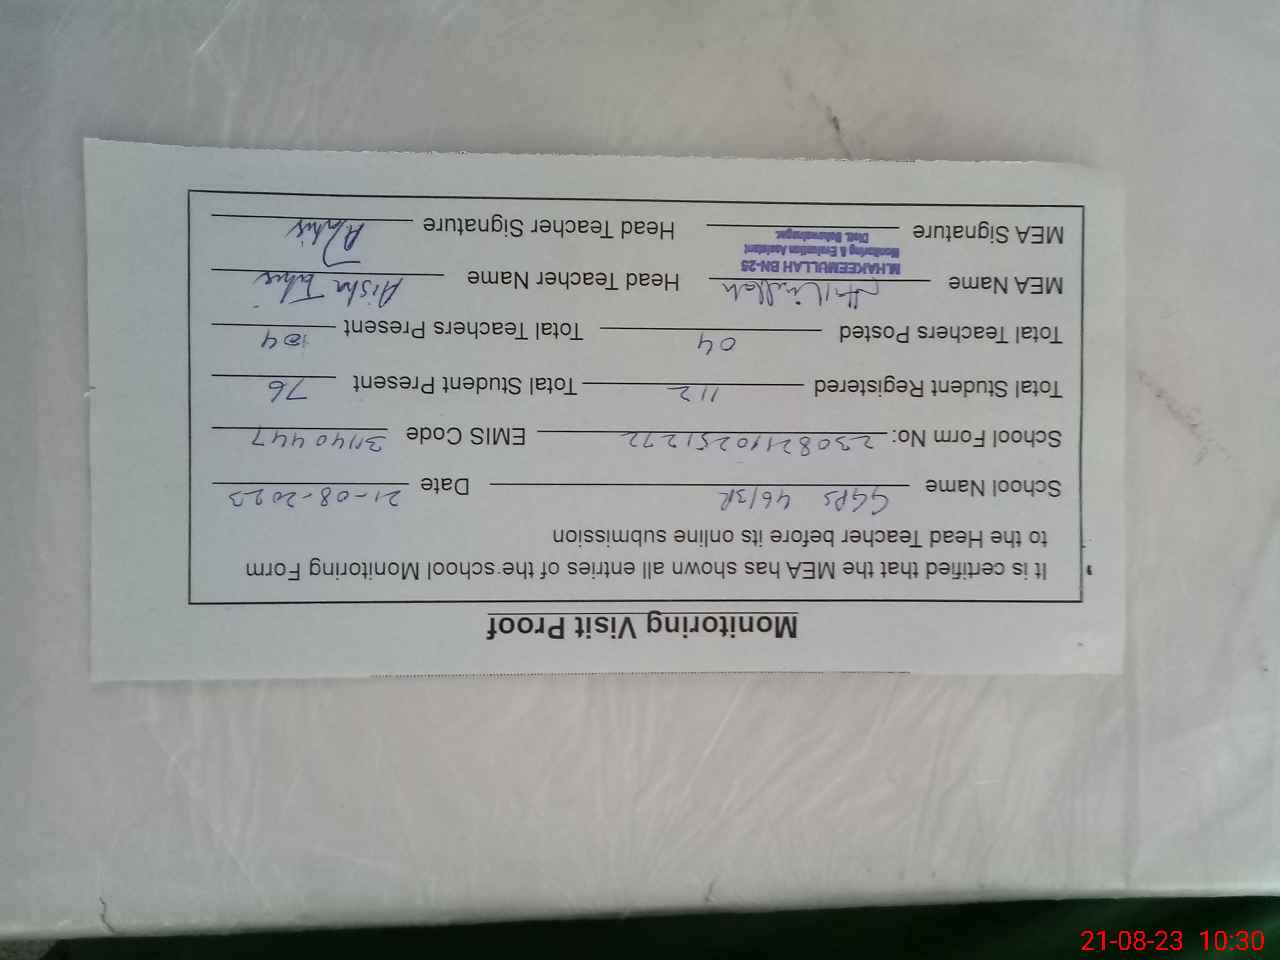 Monitoring Visit Proof
It is certified that the MEA has shown all entries of the school Monitoring Form
to the Head Teacher before its online submission
School Name GGPS 46/3R Date 21-08-2023
School Form No: EMIS Code 31140447
Total Student Registered 112 Total Student Present 76
Total Teachers Posted 04 Total Teachers Present 04
MEA Name Head Teacher Name Aisha
M.HAKEEMULLAH BN-25
Monitoring & Evaluation Assistant
Distt. Bahawalnagar.
MEA Signature Head Teacher Signature
21-08-23 10:30